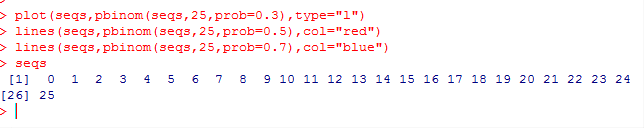 > plot(seqs,pbinom(seqs,25,prob=0.3),type="l")
> lines(seqs,pbinom(seqs,25,prob=0.5),col="red")
> lines(seqs,pbinom(seqs,25,prob=0.7),col="blue")
> seqs
 [1]  0  1  2  3  4  5  6  7  8  9 10 11 12 13 14 15 16 17 18 19 20 21 22 23 24
[26] 25
>